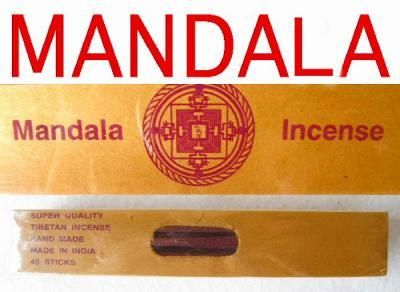 MANDALA
Mandala Incense
SUPER QUALITY
TIBETAN INCENSE
HAND MADE
MADE IN INDIA
45 STICKS